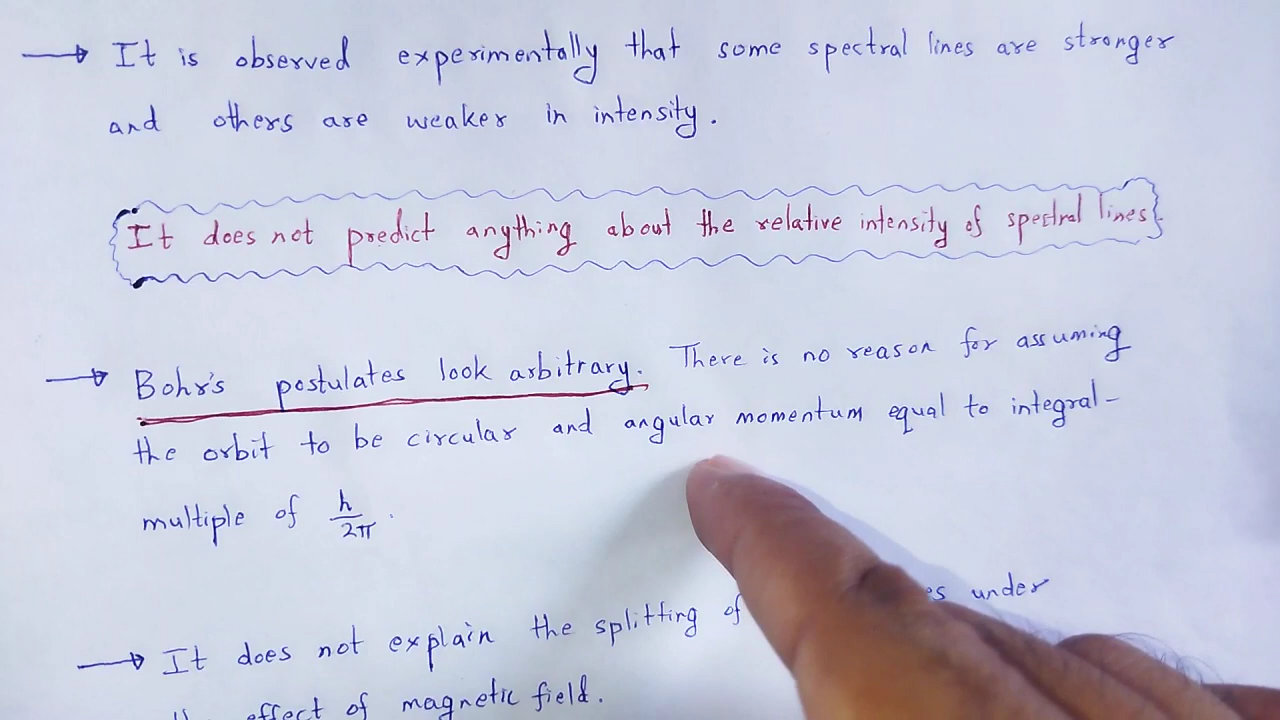 → It is observed experimentally that some spectral lines are stronger
and others are weaker in intensity.
It does not predict anything about the relative intensity of spectral lines
→ Bohr's postulates look arbitrary. There is no reason for assuming
the orbit to be circular and angular momentum equal to integral-
multiple of h/2π.
→ It does not explain the splitting of under
effect of magnetic field.